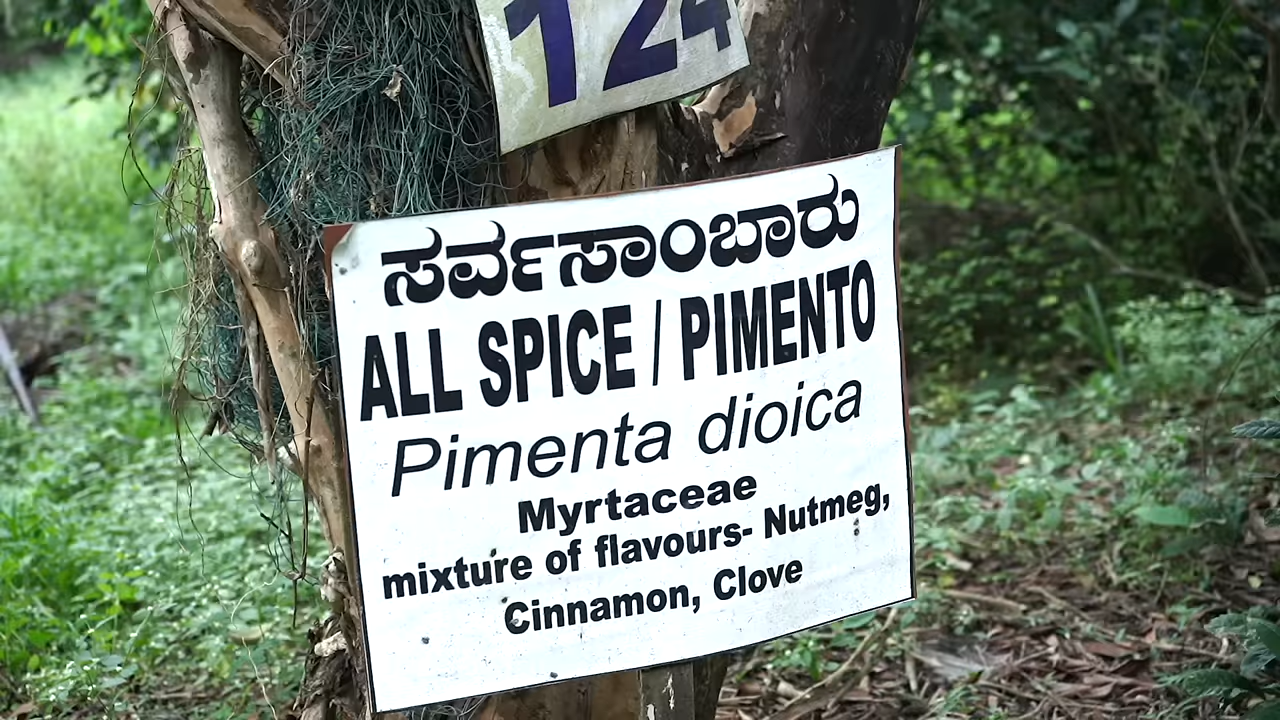 124
ಸರ್ವಸಾಂಬಾರು
ALL SPICE / PIMENTO
Pimenta dioica
Myrtaceae
mixture of flavours- Nutmeg,
Cinnamon, Clove